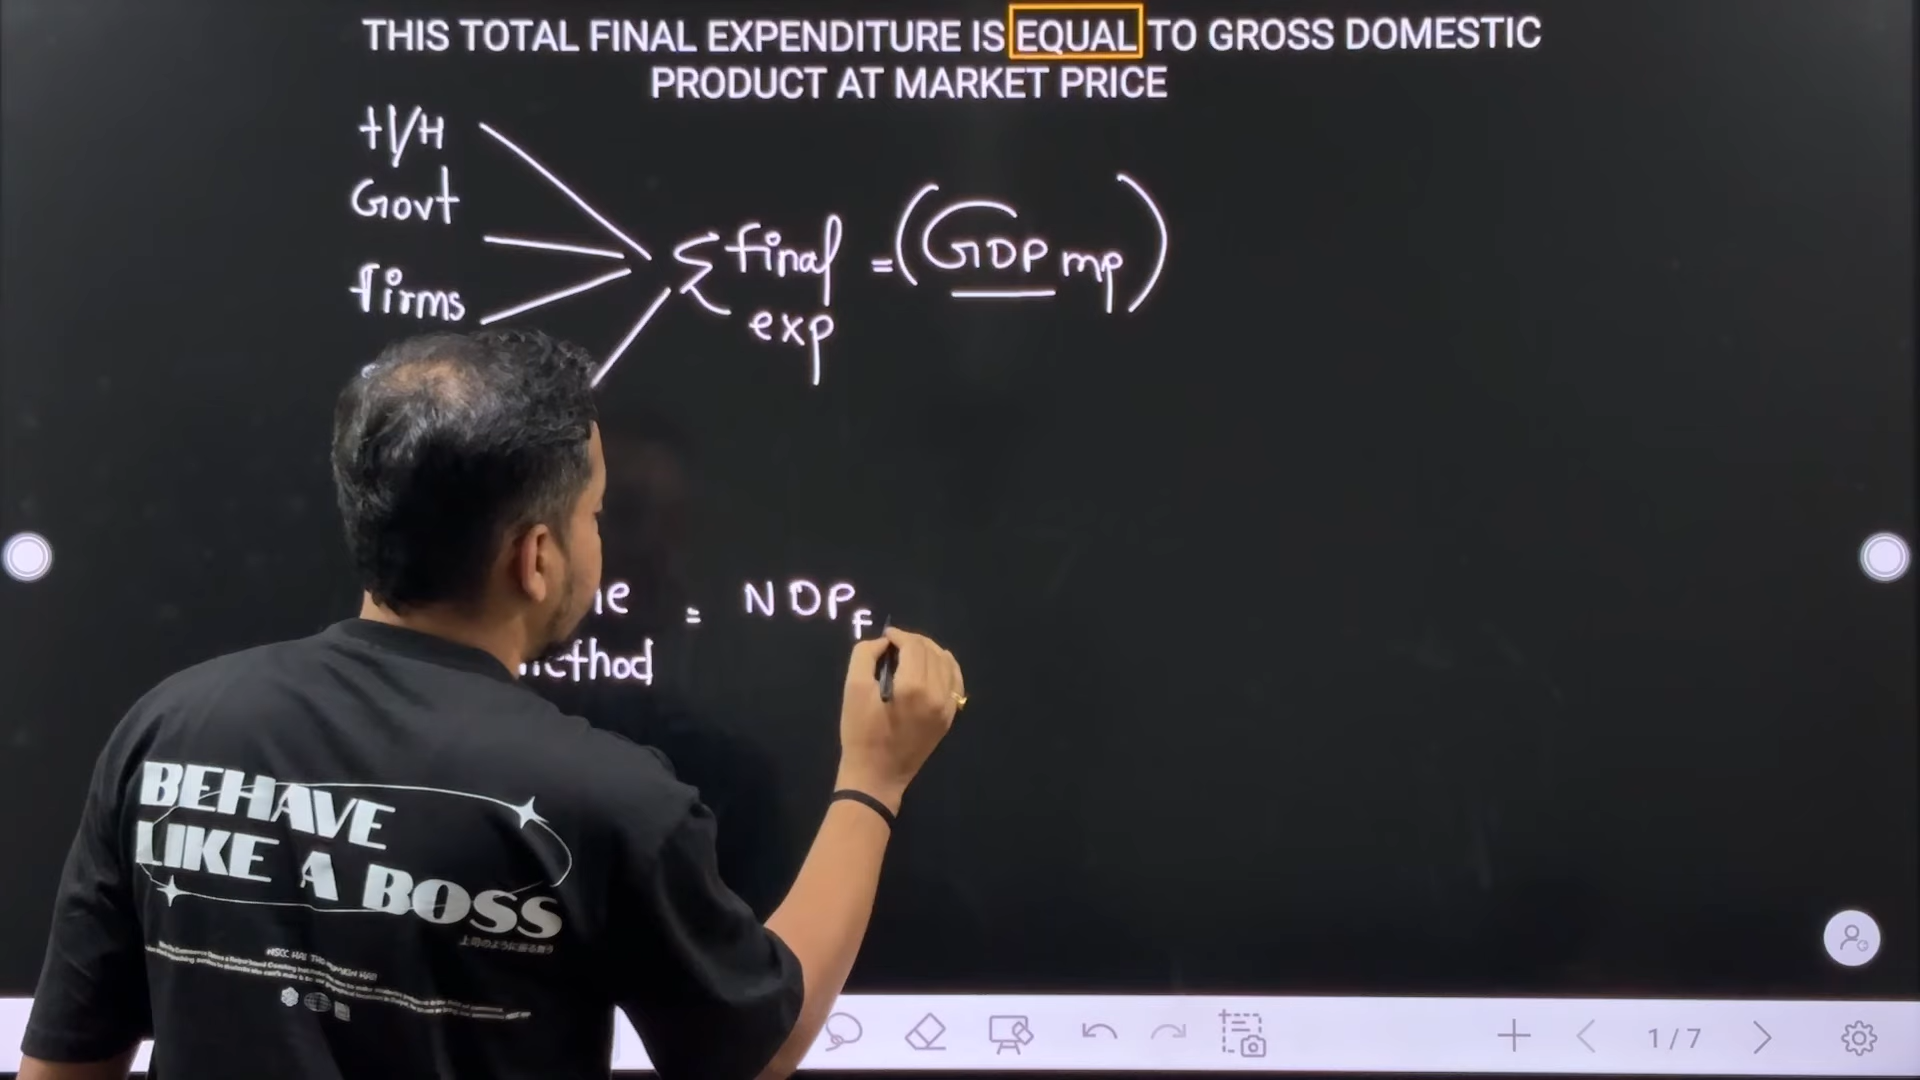 THIS TOTAL FINAL EXPENDITURE IS EQUAL TO GROSS DOMESTIC
PRODUCT AT MARKET PRICE
H/H
Govt
firms
Σ final exp = (GDP mp)
method = NDP F
BEHAVE
LIKE A BOSS
1/7